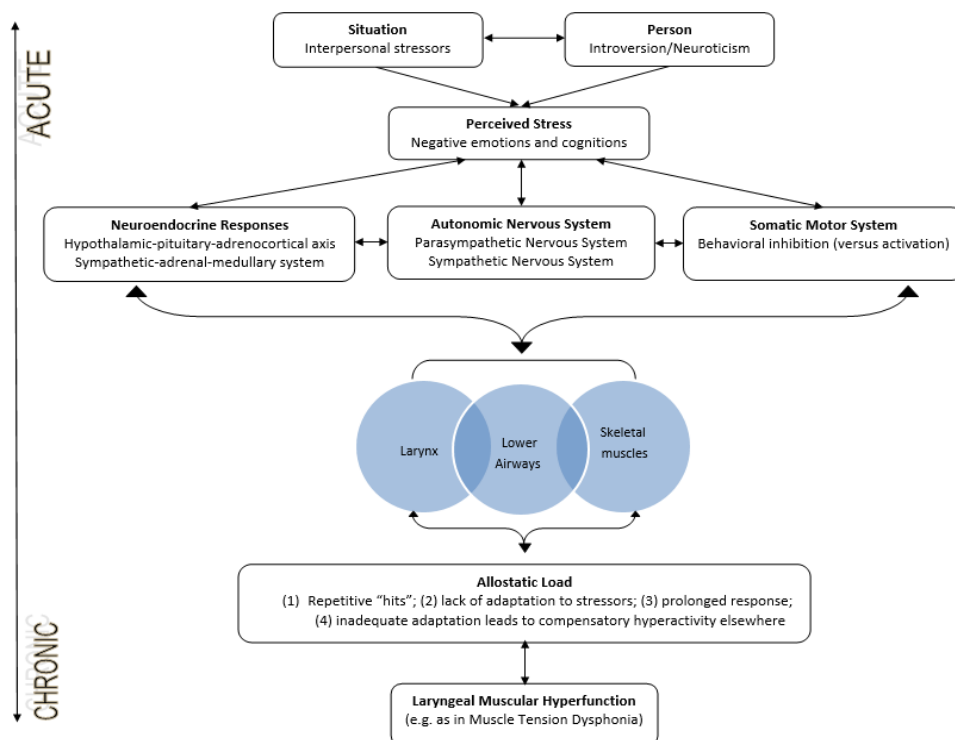 ACUTE
Situation
Interpersonal stressors
Person
Introversion/Neuroticism
Perceived Stress
Negative emotions and cognitions
Neuroendocrine Responses
Hypothalamic-pituitary-adrenocortical axis
Sympathetic-adrenal-medullary system
Autonomic Nervous System
Parasympathetic Nervous System
Sympathetic Nervous System
Somatic Motor System
Behavioral inhibition (versus activation)
Larynx
Lower
Airways
Skeletal
muscles
Allostatic Load
(1) Repetitive “hits”; (2) lack of adaptation to stressors; (3) prolonged response;
(4) inadequate adaptation leads to compensatory hyperactivity elsewhere
CHRONIC
Laryngeal Muscular Hyperfunction
(e.g. as in Muscle Tension Dysphonia)